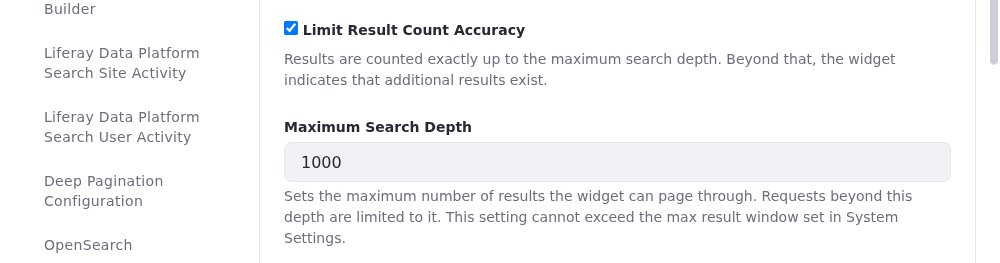 Builder
Liferay Data Platform
Search Site Activity
Liferay Data Platform
Search User Activity
Deep Pagination
Configuration
OpenSearch
Limit Result Count Accuracy
Results are counted exactly up to the maximum search depth. Beyond that, the widget
indicates that additional results exist.
Maximum Search Depth
1000
Sets the maximum number of results the widget can page through. Requests beyond this
depth are limited to it. This setting cannot exceed the max result window set in System
Settings.